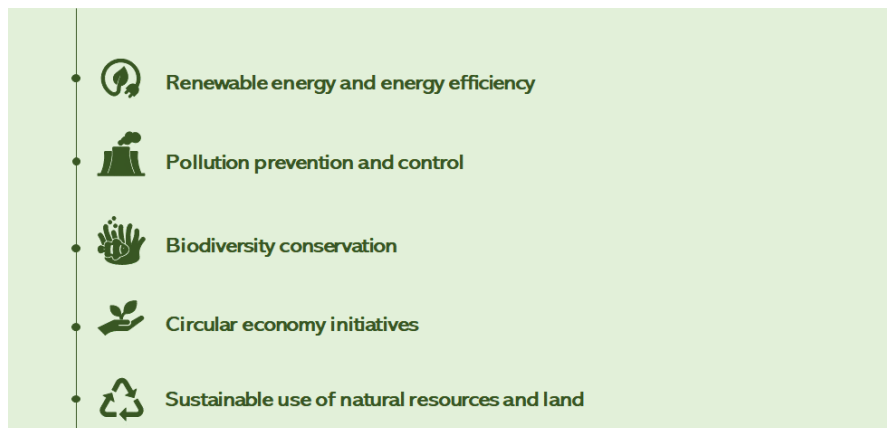 Renewable energy and energy efficiency
Pollution prevention and control
Biodiversity conservation
Circular economy initiatives
Sustainable use of natural resources and land